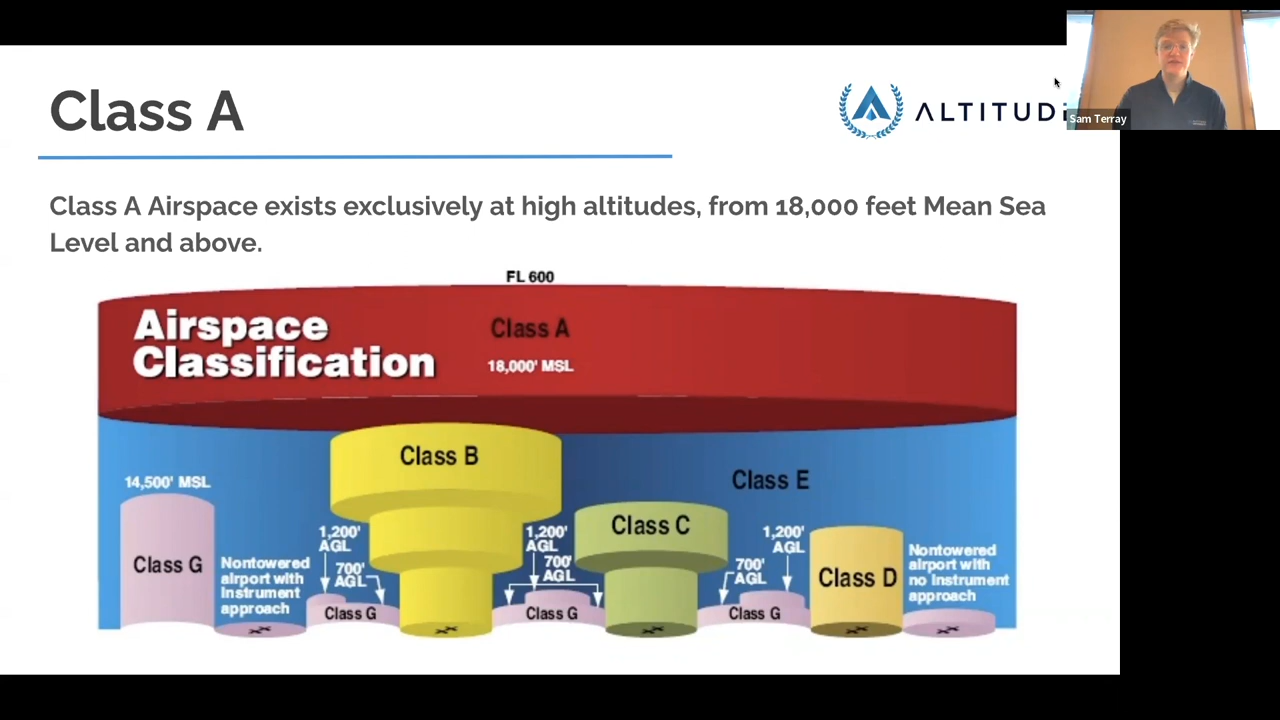 Class A
ALTITUD
Sam Terray
Class A Airspace exists exclusively at high altitudes, from 18,000 feet Mean Sea
Level and above.
FL 600
Airspace
Classification
Class A
18,000' MSL
Class B
Class E
14,500' MSL
Class G
Nontowered
airport with
Instrument
approach
1,200'
AGL
700'
AGL
Class G
1,200'
AGL
700'
AGL
Class G
Class C
1,200'
AGL
700'
AGL
Class G
Class D
Nontowered
airport with
no Instrument
approach